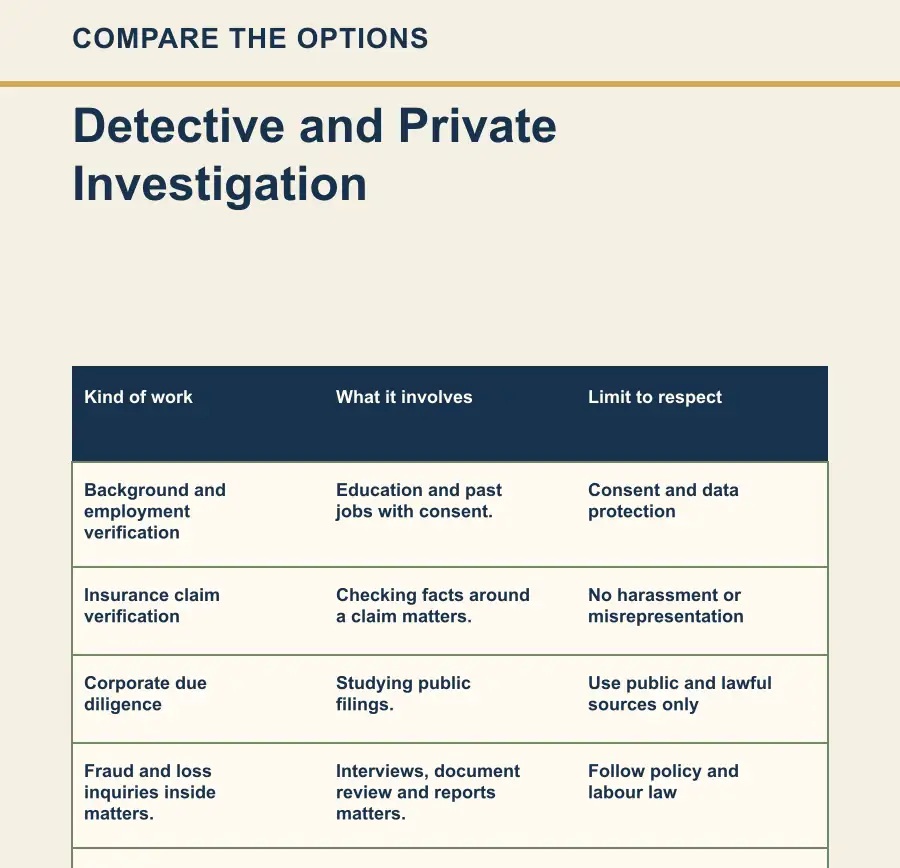 COMPARE THE OPTIONS
Detective and Private
Investigation
Kind of work
What it involves
Limit to respect
Background and
employment
verification
Education and past
jobs with consent.
Consent and data
protection
Insurance claim
verification
Checking facts around
a claim matters.
No harassment or
misrepresentation
Corporate due
diligence
Studying public
filings.
Use public and lawful
sources only
Fraud and loss
inquiries inside
matters.
Interviews, document
review and reports
matters.
Follow policy and
labour law